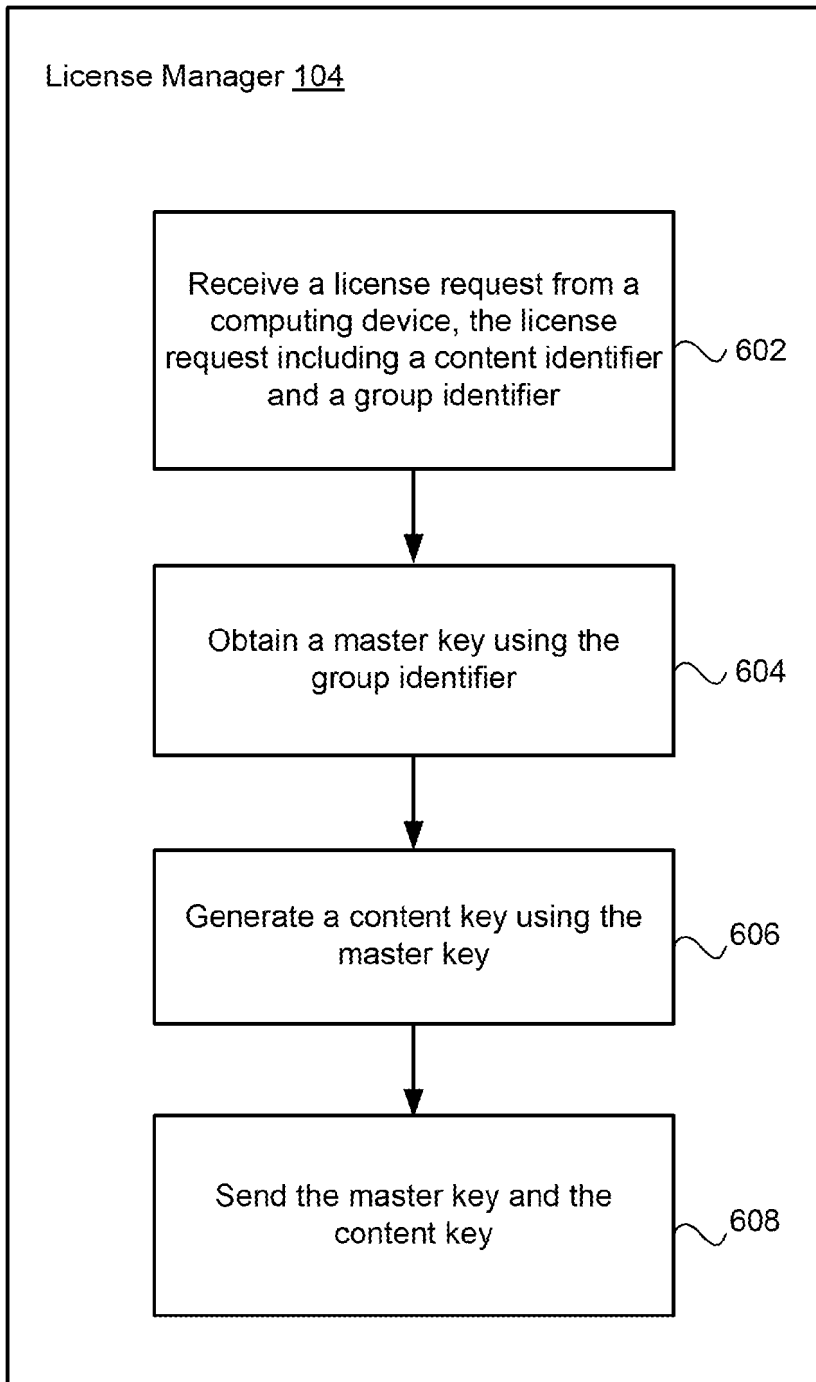 License Manager 104
Receive a license request from a
computing device, the license
request including a content identifier
and a group identifier
602
Obtain a master key using the
group identifier
604
Generate a content key using the
master key
606
Send the master key and the
content key
608